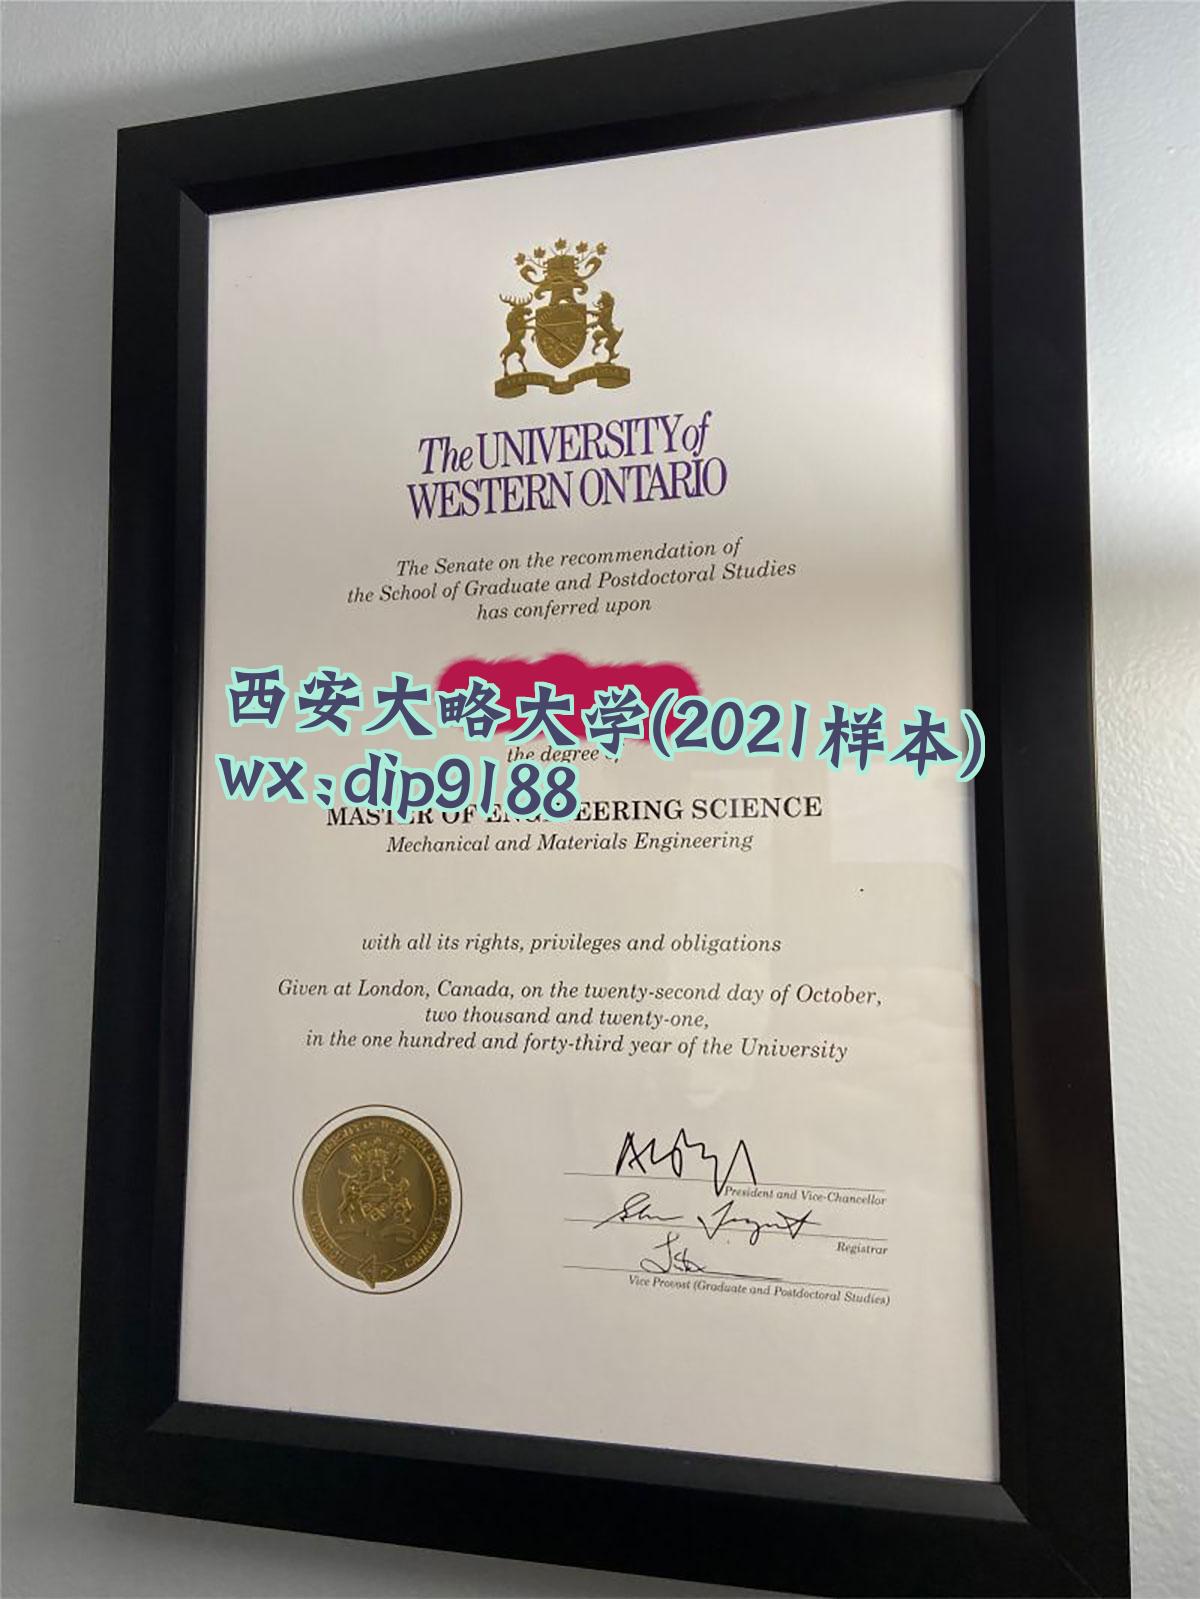 The UNIVERSITY of
WESTERN ONTARIO
The Senate on the recommendation of
the School of Graduate and Postdoctoral Studies
has conferred upon
西安大略大学(2021样本)
the degree
wx:dip9188
MASTER OF ENGINEERING SCIENCE
Mechanical and Materials Engineering
with all its rights, privileges and obligations
Given at London, Canada, on the twenty-second day of October,
two thousand and twenty-one,
in the one hundred and forty-third year of the University
President and Vice-Chancellor
Registrar
Vice Provost (Graduate and Postdoctoral Studies)